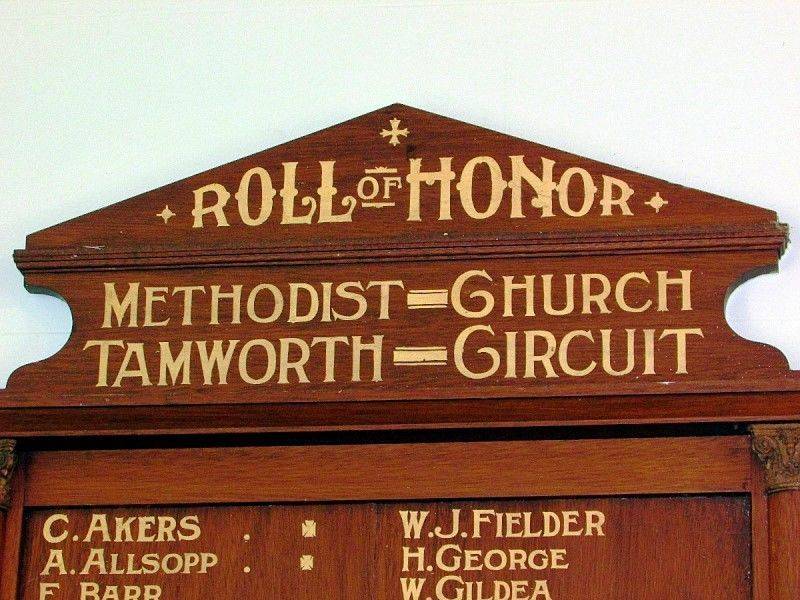 ROLL OF HONOR
METHODIST = CHURCH
TAMWORTH = CIRCUIT
C. AKERS .
A. ALLSOPP .
F. BARR
W.J. FIELDER
H. GEORGE
W. GILDEA